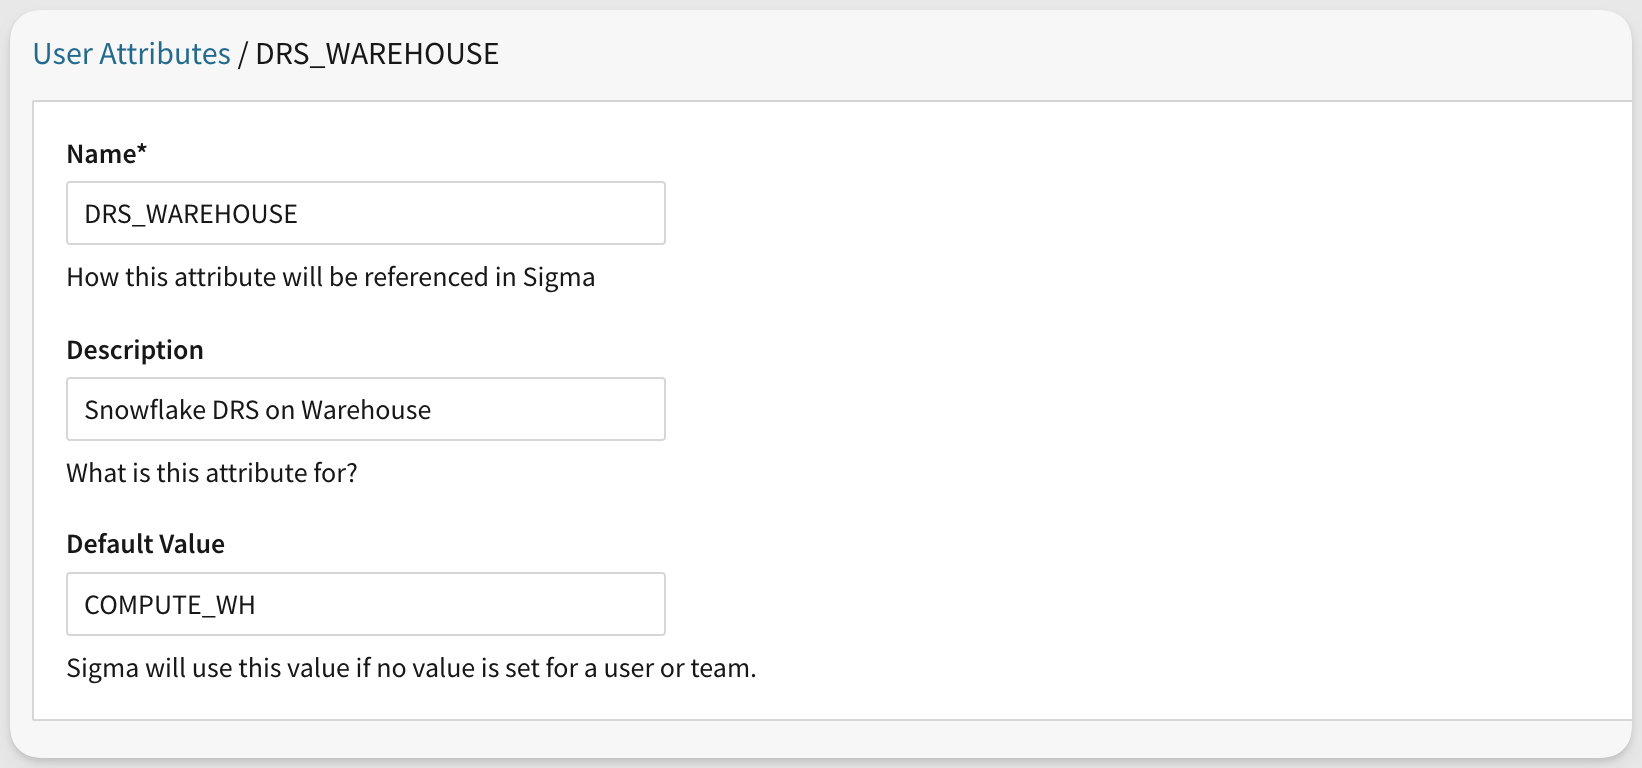 User Attributes / DRS_WAREHOUSE
Name*
DRS_WAREHOUSE
How this attribute will be referenced in Sigma
Description
Snowflake DRS on Warehouse
What is this attribute for?
Default Value
COMPUTE_WH
Sigma will use this value if no value is set for a user or team.